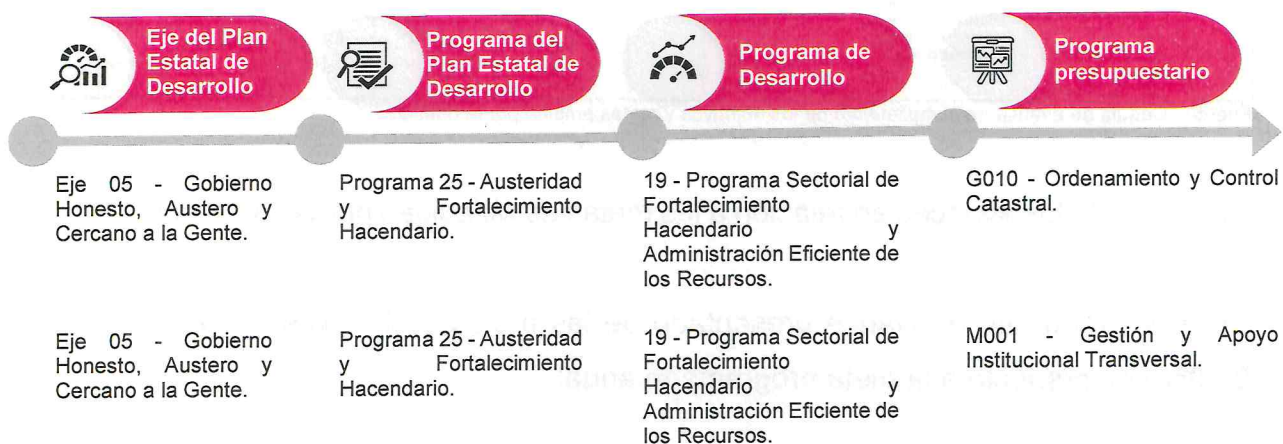 Eje del Plan
Estatal de
Desarrollo
Programa del
Plan Estatal de
Desarrollo
Programa de
Desarrollo
Programa
presupuestario
Eje 05 - Gobierno
Honesto, Austero y
Cercano a la Gente.
Programa 25 - Austeridad
y Fortalecimiento
Hacendario.
19 - Programa Sectorial de
Fortalecimiento
Hacendario y
Administración Eficiente de
los Recursos.
G010 - Ordenamiento y Control
Catastral.
Eje 05 - Gobierno
Honesto, Austero y
Cercano a la Gente.
Programa 25 - Austeridad
y Fortalecimiento
Hacendario.
19 - Programa Sectorial de
Fortalecimiento
Hacendario y
Administración Eficiente de
los Recursos.
M001 - Gestión y Apoyo
Institucional Transversal.